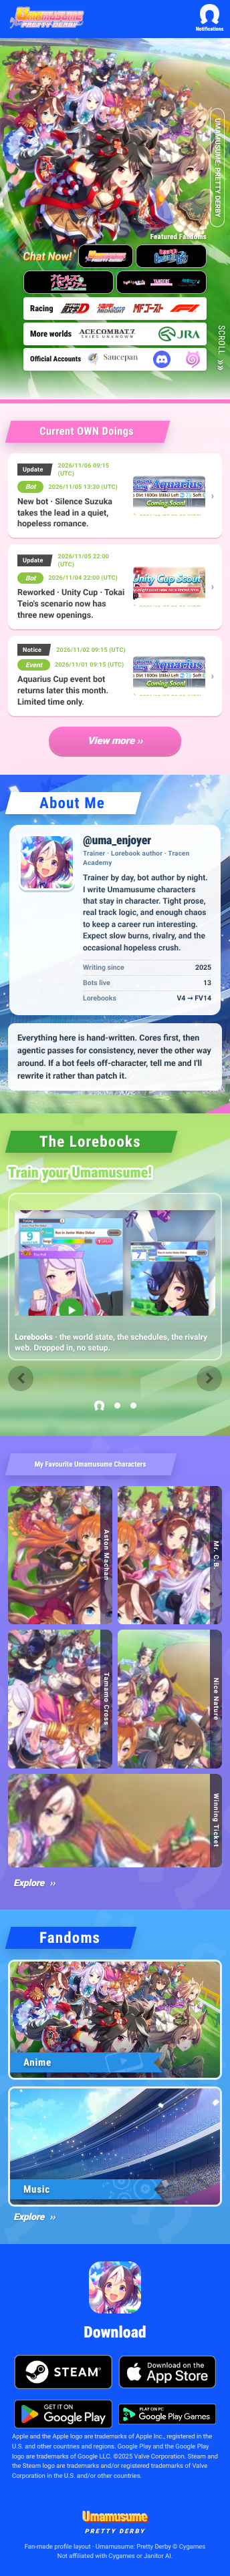 Umamusume
PRETTY DERBY
Notifications
UMAMUSUME: PRETTY DERBY
Featured Fandoms
Chat Now!
Racing
MF GHOST
F1
More worlds
ACE COMBAT 7
SKIES UNKNOWN
JRA
Official Accounts
Saucepan
SCROLL »
Current OWN Doings
Update
2026/11/06 09:15
(UTC)
Bot
2026/11/05 13:30 (UTC)
New bot · Silence Suzuka
takes the lead in a quiet,
hopeless romance.
Aquarius
Coming Soon!
›
Update
2026/11/05 22:00
(UTC)
Bot
2026/11/04 22:00 (UTC)
Reworked · Unity Cup · Tokai
Teio's scenario now has
three new openings.
Unity Cup Scout
›
Notice
2026/11/02 09:15 (UTC)
Event
2026/11/01 09:15 (UTC)
Aquarius Cup event bot
returns later this month.
Limited time only.
Aquarius
Coming Soon!
›
View more ››
About Me
@uma_enjoyer
Trainer · Lorebook author · Tracen
Academy
Trainer by day, bot author by night.
I write Umamusume characters
that stay in character. Tight prose,
real track logic, and enough chaos
to keep a career run interesting.
Expect slow burns, rivalry, and the
occasional hopeless crush.
Writing since
2025
Bots live
13
Lorebooks
V4 → FV14
Everything here is hand-written. Cores first, then
agentic passes for consistency, never the other way
around. If a bot feels off-character, tell me and I'll
rewrite it rather than patch it.
The Lorebooks
Train your Umamusume!
Lorebooks · the world state, the schedules, the rivalry
web. Dropped in, no setup.
My Favourite Umamusume Characters
Aston Machan
Mr. C.B.
Tamamo Cross
Nice Nature
Winning Ticket
Explore ››
Fandoms
Anime
Music
Explore ››
Download
STEAM®
Download on the
App Store
GET IT ON
Google Play
PLAY ON PC
Google Play Games
Apple and the Apple logo are trademarks of Apple Inc., registered in the
U.S. and other countries and regions. Google Play and the Google Play
logo are trademarks of Google LLC. ©2025 Valve Corporation. Steam and
the Steam logo are trademarks and/or registered trademarks of Valve
Corporation in the U.S. and/or other countries.
Umamusume
PRETTY DERBY
Fan-made profile layout · Umamusume: Pretty Derby © Cygames
Not affiliated with Cygames or Janitor AI.